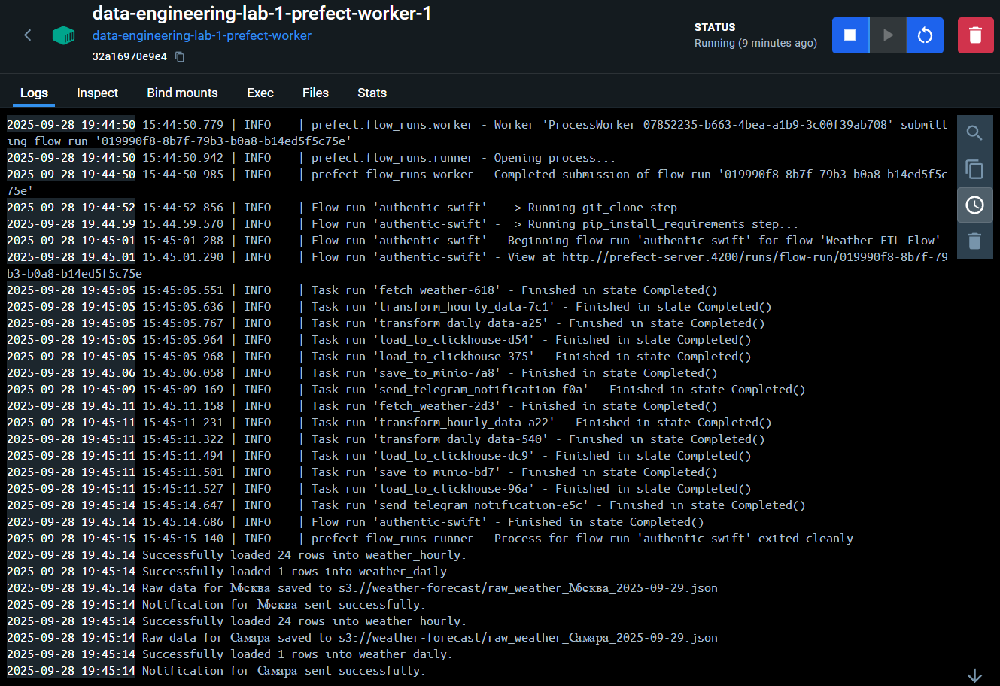 data-engineering-lab-1-prefect-worker-1
data-engineering-lab-1-prefect-worker
32a16970e9e4
STATUS
Running (9 minutes ago)
Logs Inspect Bind mounts Exec Files Stats
2025-09-28 19:44:50 15:44:50.779 | INFO    | prefect.flow_runs.worker - Worker 'ProcessWorker 07852235-b663-4bea-a1b9-3c00f39ab708' submitt
ing flow run '019990f8-8b7f-79b3-b0a8-b14ed5f5c75e'
2025-09-28 19:44:50 15:44:50.942 | INFO    | prefect.flow_runs.runner - Opening process...
2025-09-28 19:44:50 15:44:50.985 | INFO    | prefect.flow_runs.worker - Completed submission of flow run '019990f8-8b7f-79b3-b0a8-b14ed5f5c
75e'
2025-09-28 19:44:52 15:44:52.856 | INFO    | Flow run 'authentic-swift' -  > Running git_clone step...
2025-09-28 19:44:59 15:44:59.570 | INFO    | Flow run 'authentic-swift' -  > Running pip_install_requirements step...
2025-09-28 19:45:01 15:45:01.288 | INFO    | Flow run 'authentic-swift' - Beginning flow run 'authentic-swift' for flow 'Weather ETL Flow'
2025-09-28 19:45:01 15:45:01.290 | INFO    | Flow run 'authentic-swift' - View at http://prefect-server:4200/runs/flow-run/019990f8-8b7f-79
b3-b0a8-b14ed5f5c75e
2025-09-28 19:45:05 15:45:05.551 | INFO    | Task run 'fetch_weather-618' - Finished in state Completed()
2025-09-28 19:45:05 15:45:05.636 | INFO    | Task run 'transform_hourly_data-7c1' - Finished in state Completed()
2025-09-28 19:45:05 15:45:05.767 | INFO    | Task run 'transform_daily_data-a25' - Finished in state Completed()
2025-09-28 19:45:05 15:45:05.964 | INFO    | Task run 'load_to_clickhouse-d54' - Finished in state Completed()
2025-09-28 19:45:05 15:45:05.968 | INFO    | Task run 'load_to_clickhouse-375' - Finished in state Completed()
2025-09-28 19:45:06 15:45:06.058 | INFO    | Task run 'save_to_minio-7a8' - Finished in state Completed()
2025-09-28 19:45:09 15:45:09.169 | INFO    | Task run 'send_telegram_notification-f0a' - Finished in state Completed()
2025-09-28 19:45:11 15:45:11.158 | INFO    | Task run 'fetch_weather-2d3' - Finished in state Completed()
2025-09-28 19:45:11 15:45:11.231 | INFO    | Task run 'transform_hourly_data-a22' - Finished in state Completed()
2025-09-28 19:45:11 15:45:11.322 | INFO    | Task run 'transform_daily_data-540' - Finished in state Completed()
2025-09-28 19:45:11 15:45:11.494 | INFO    | Task run 'load_to_clickhouse-dc9' - Finished in state Completed()
2025-09-28 19:45:11 15:45:11.501 | INFO    | Task run 'save_to_minio-bd7' - Finished in state Completed()
2025-09-28 19:45:11 15:45:11.527 | INFO    | Task run 'load_to_clickhouse-96a' - Finished in state Completed()
2025-09-28 19:45:14 15:45:14.647 | INFO    | Task run 'send_telegram_notification-e5c' - Finished in state Completed()
2025-09-28 19:45:14 15:45:14.686 | INFO    | Flow run 'authentic-swift' - Finished in state Completed()
2025-09-28 19:45:15 15:45:15.140 | INFO    | prefect.flow_runs.runner - Process for flow run 'authentic-swift' exited cleanly.
2025-09-28 19:45:14 Successfully loaded 24 rows into weather_hourly.
2025-09-28 19:45:14 Successfully loaded 1 rows into weather_daily.
2025-09-28 19:45:14 Raw data for Москва saved to s3://weather-forecast/raw_weather_Москва_2025-09-29.json
2025-09-28 19:45:14 Notification for Москва sent successfully.
2025-09-28 19:45:14 Successfully loaded 24 rows into weather_hourly.
2025-09-28 19:45:14 Raw data for Самара saved to s3://weather-forecast/raw_weather_Самара_2025-09-29.json
2025-09-28 19:45:14 Successfully loaded 1 rows into weather_daily.
2025-09-28 19:45:14 Notification for Самара sent successfully.